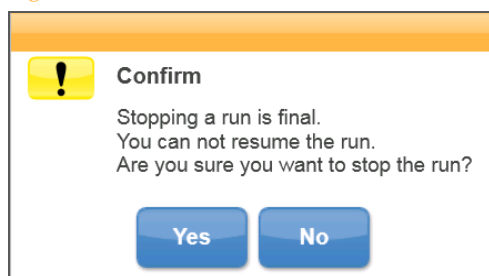 Confirm
Stopping a run is final.
You can not resume the run.
Are you sure you want to stop the run?
Yes No